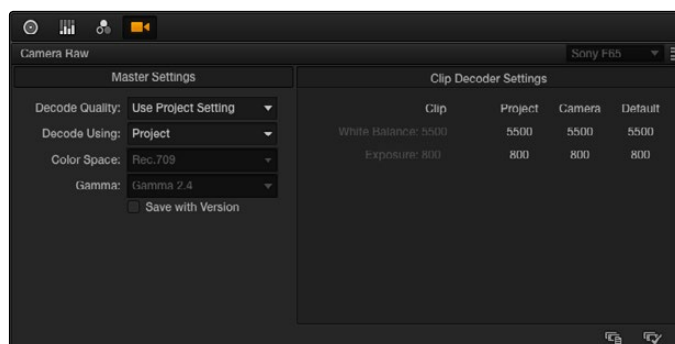 Camera Raw
Sony F65
Master Settings
Clip Decoder Settings
Decode Quality: Use Project Setting
Decode Using: Project
Color Space: Rec.709
Gamma: Gamma 2.4
Save with Version
Clip Project Camera Default
White Balance: 5500 5500 5500 5500
Exposure: 800 800 800 800